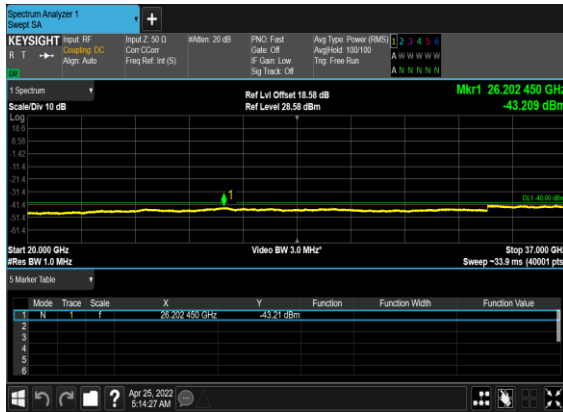 Spectrum Analyzer 1
Swept SA
+
KEYSIGHT Input: RF Input Z: 50 Ω #Atten: 20 dB PNO: Fast Avg Type: Power (RMS) 1 2 3 4 5 6
R T Coupling: DC Corr CCorr Gate: Off Avg|Hold: 100/100 A W W W W W
Align: Auto Freq Ref: Int (S) IF Gain: Low Trig: Free Run
Sig Track: Off A N N N N N
1 Spectrum Ref Lvl Offset 18.58 dB Mkr1 26.202 450 GHz
Scale/Div 10 dB Ref Level 28.58 dBm -43.209 dBm
Log
18.6
8.58
-1.42
-11.4
-21.4
-31.4
1
DL1 -40.00 dBm
-41.4
-51.4
-61.4
Start 20.000 GHz Video BW 3.0 MHz* Stop 37.000 GHz
#Res BW 1.0 MHz Sweep ~33.9 ms (40001 pts)
5 Marker Table
Mode Trace Scale X Y Function Function Width Function Value
1 N 1 f 26.202 450 GHz -43.21 dBm
2
3
4
5
6
? Apr 25, 2022
5:14:27 AM